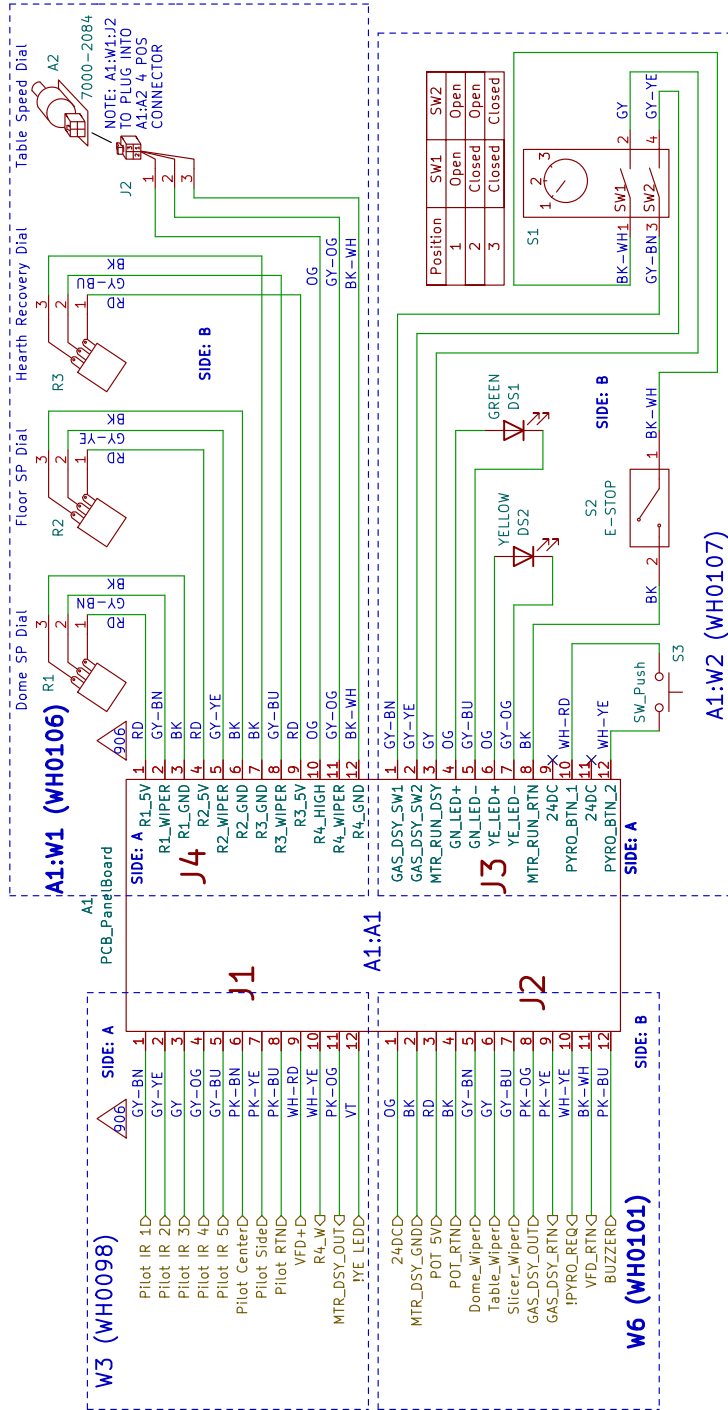 Table Speed Dial
A2
7000-2084
NOTE: A1:W1:J2
TO PLUG INTO
A1:A2 4 POS
CONNECTOR
J2
1
2
3
Hearth Recovery Dial
R3
3 BK
2 GY-BU
1 RD
SIDE: B
OG
GY-OG
BK-WH
Floor SP Dial
R2
3 BK
2 GY-YE
1 RD
Dome SP Dial
R1
3 BK
2 GY-BN
1 RD
A1:W1 (WH0106)
906
RD 1 R1_5V
GY-BN 2 R1_WIPER
BK 3 R1_GND
RD 4 R2_5V
GY-YE 5 R2_WIPER
BK 6 R2_GND
BK 7 R3_GND
GY-BU 8 R3_WIPER
RD 9 R3_5V
OG 10 R4_HIGH
GY-OG 11 R4_WIPER
BK-WH 12 R4_GND
SIDE: A
J4
A1
PCB_PanelBoard
A1:A1
Position SW1 SW2
1 Open Open
2 Closed Open
3 Closed Closed
S1
1 2 3
BK-WH 1 SW1 2 GY
GY-BN 3 SW2 4 GY-YE
GREEN
DS1
YELLOW
DS2
SIDE: B
S2
E-STOP
1 BK-WH
2 BK
SW_Push
S3
A1:W2 (WH0107)
GY-BN 1 GAS_DSY_SW1
GY-YE 2 GAS_DSY_SW2
GY 3 MTR_RUN_DSY
OG 4 GN_LED+
GY-BU 5 GN_LED-
OG 6 YE_LED+
GY-OG 7 YE_LED-
BK 8 MTR_RUN_RTN
9 24DC
WH-RD 10 PYRO_BTN_1
11 24DC
WH-YE 12 PYRO_BTN_2
J3
SIDE: A
J1
SIDE: A
906
W3 (WH0098)
Pilot IR 1 GY-BN 1
Pilot IR 2 GY-YE 2
Pilot IR 3 GY 3
Pilot IR 4 GY-OG 4
Pilot IR 5 GY-BU 5
Pilot Center PK-BN 6
Pilot Side PK-YE 7
Pilot RTN PK-BU 8
VFD+ WH-RD 9
R4_W WH-YE 10
MTR_DSY_OUT PK-OG 11
!YE LED VT 12
J2
SIDE: B
W6 (WH0101)
24DC OG 1
MTR_DSY_GND BK 2
POT 5V RD 3
POT_RTN BK 4
Dome_Wiper GY-BN 5
Table_Wiper GY 6
Slicer_Wiper GY-BU 7
GAS_DSY_OUT PK-OG 8
GAS_DSY_RTN PK-YE 9
!PYRO_REQ WH-YE 10
VFD_RTN BK-WH 11
BUZZER PK-BU 12